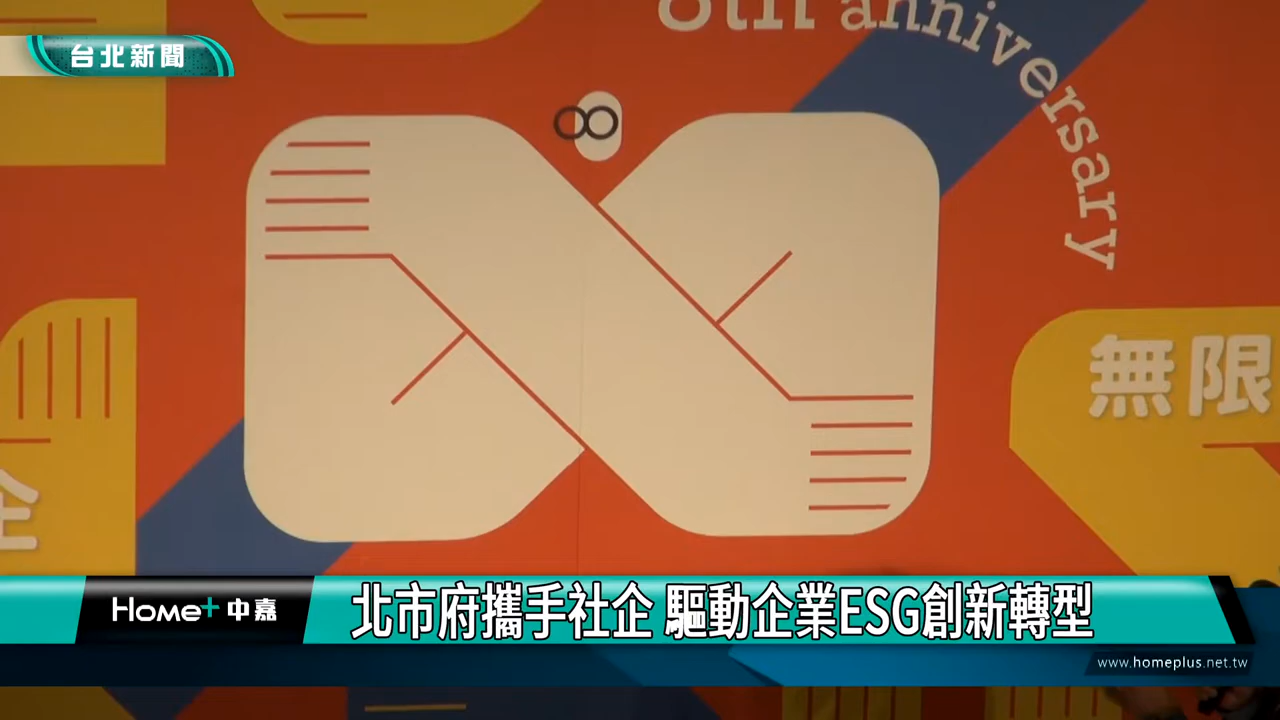 8th anniversary
台北新聞
無限
全
Home+中嘉
北市府攜手社企 驅動企業ESG創新轉型
www.homeplus.net.tw